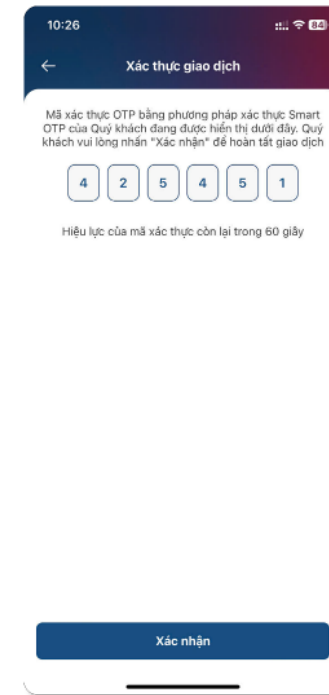 10:26
84
Xác thực giao dịch
Mã xác thực OTP bằng phương pháp xác thực Smart
OTP của Quý khách đang được hiển thị dưới đây. Quý
khách vui lòng nhấn "Xác nhận" để hoàn tất giao dịch
4 2 5 4 5 1
Hiệu lực của mã xác thực còn lại trong 60 giây
Xác nhận